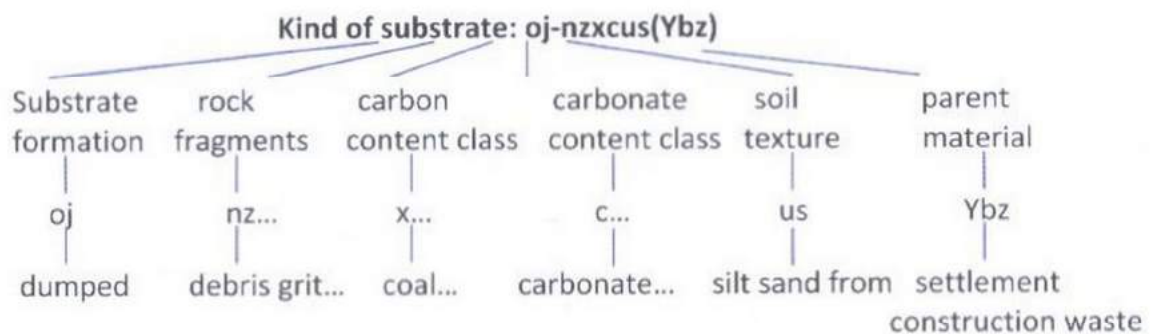 Kind of substrate: oj-nzxcus(Ybz)
Substrate rock carbon carbonate soil parent
formation fragments content class content class texture material
oj nz... x... c... us Ybz
dumped debris grit... coal... carbonate... silt sand from settlement
construction waste